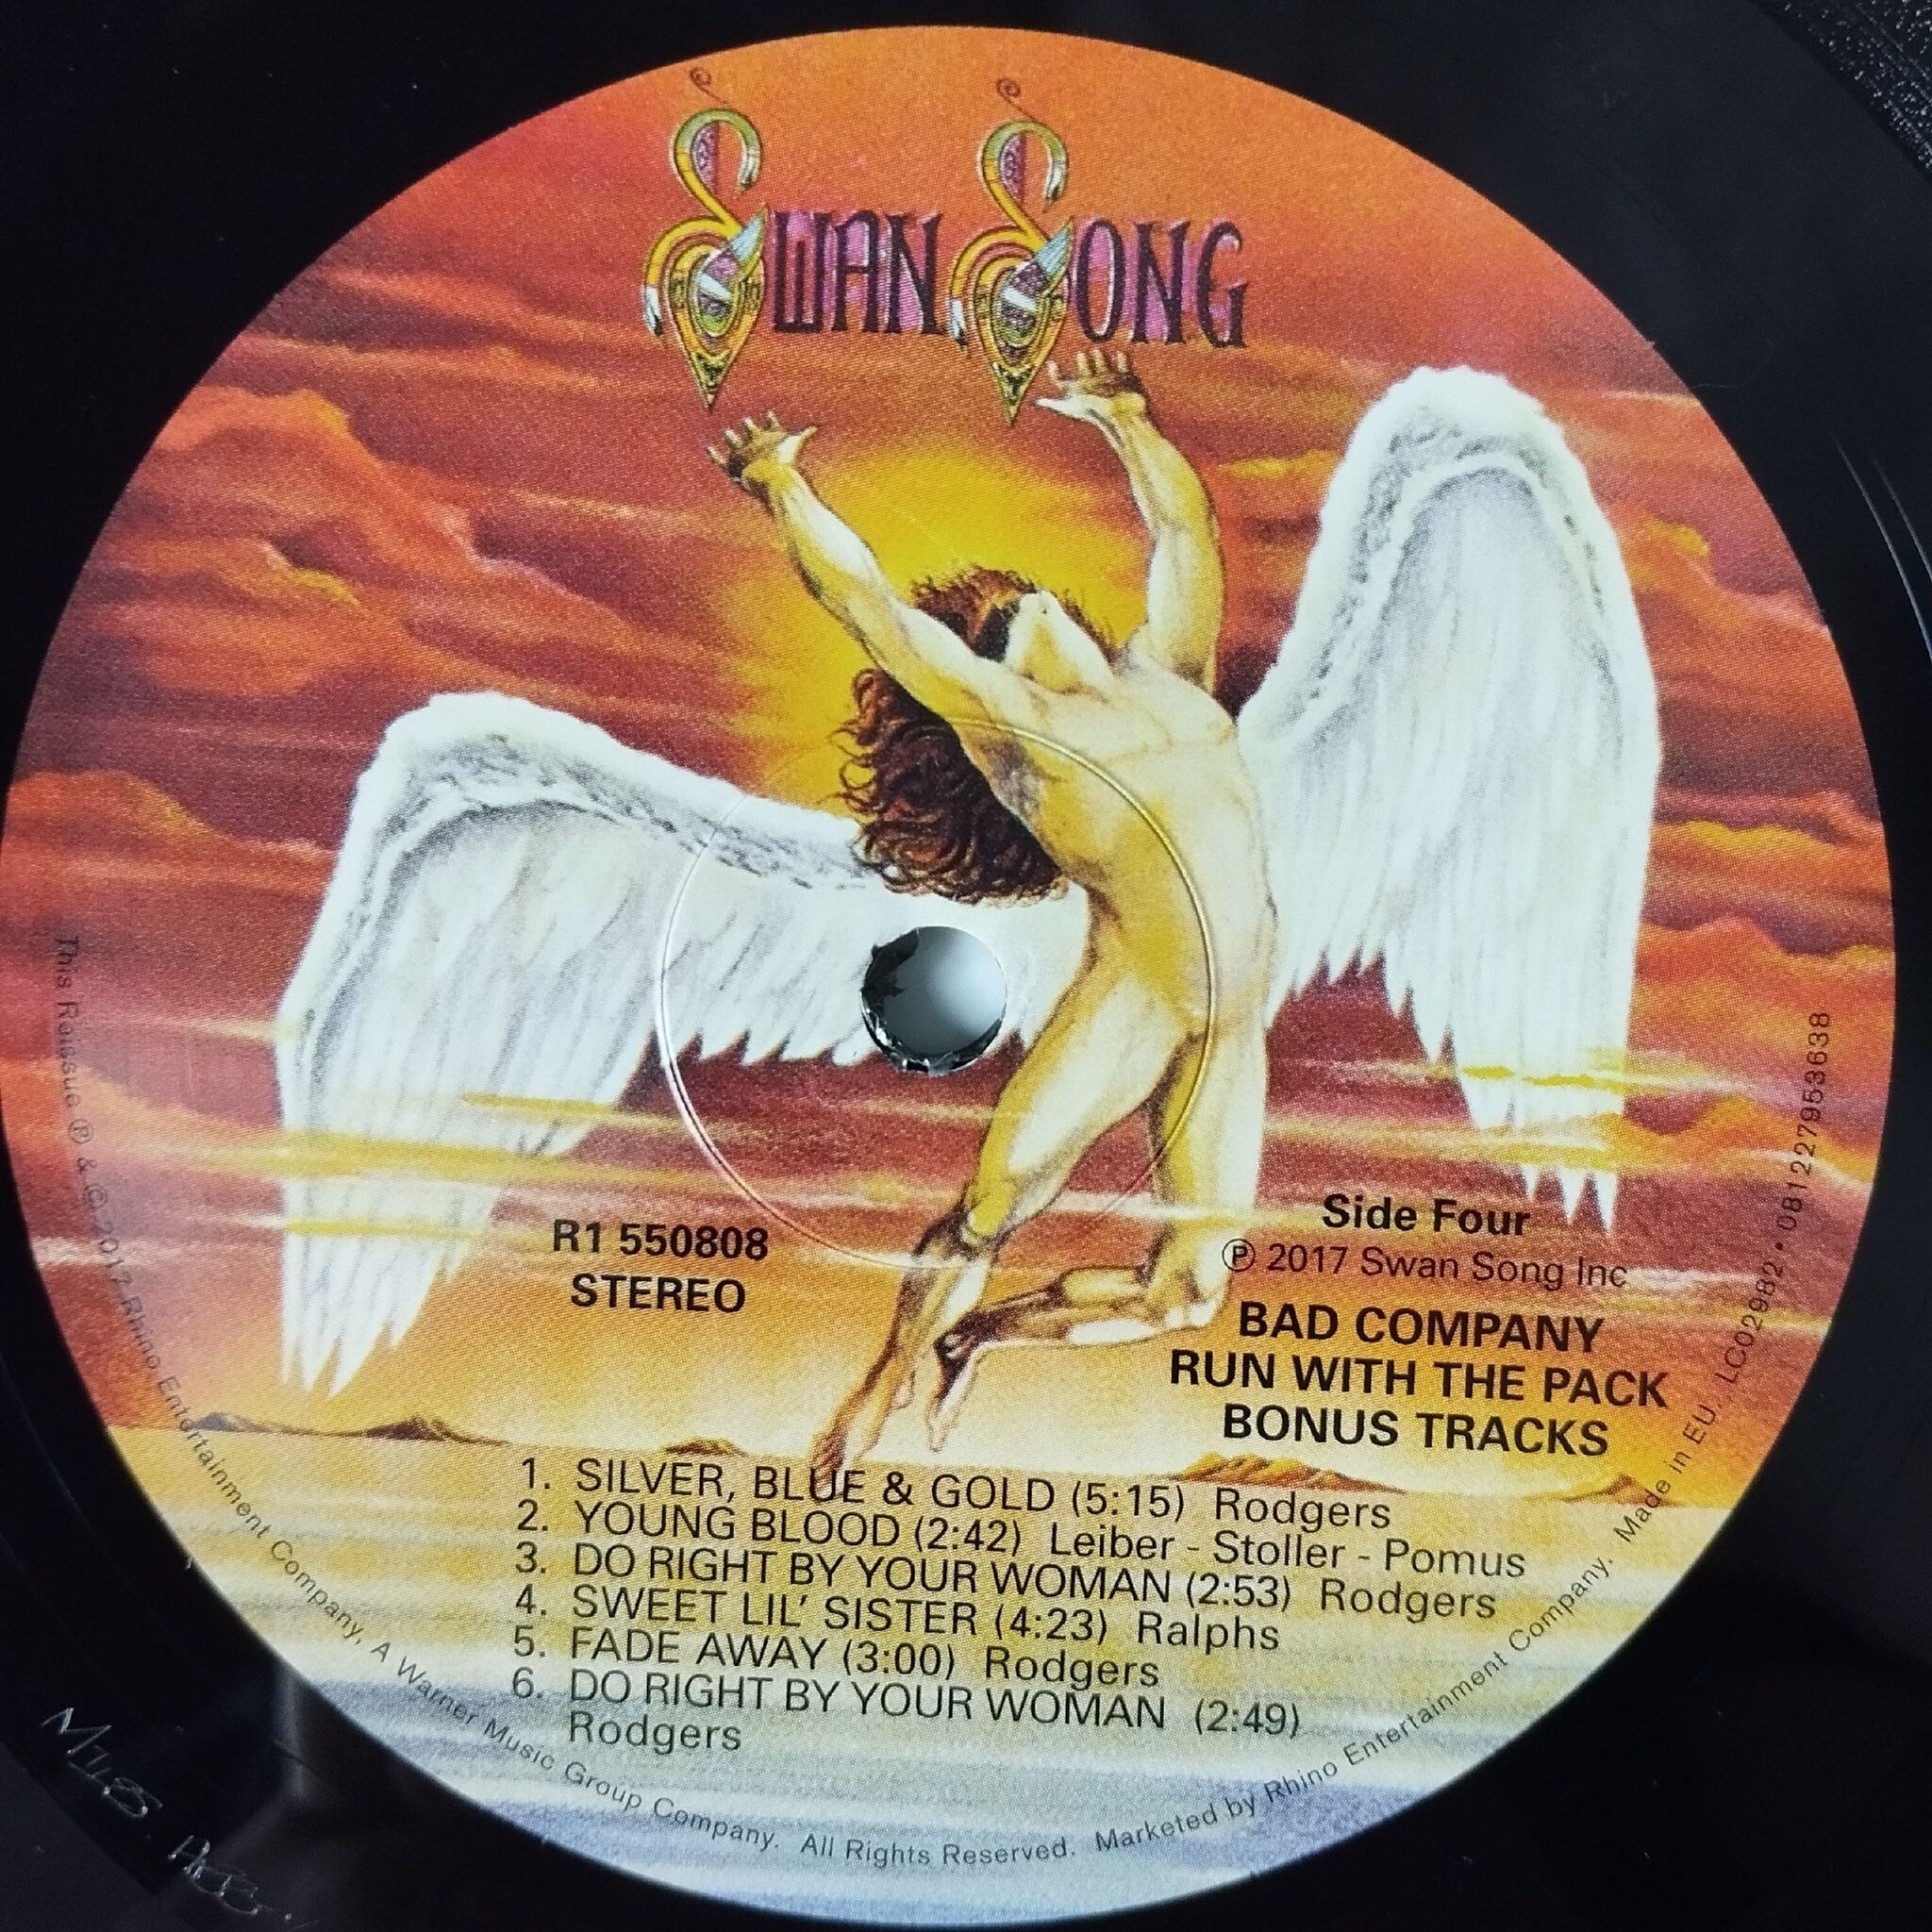 SWAN SONG
R1 550808
STEREO
Side Four
℗ 2017 Swan Song Inc
BAD COMPANY
RUN WITH THE PACK
BONUS TRACKS
1. SILVER, BLUE & GOLD (5:15) Rodgers
2. YOUNG BLOOD (2:42) Leiber - Stoller - Pomus
3. DO RIGHT BY YOUR WOMAN (2:53) Rodgers
4. SWEET LIL' SISTER (4:23) Ralphs
5. FADE AWAY (3:00) Rodgers
6. DO RIGHT BY YOUR WOMAN (2:49)
Rodgers
This Reissue ℗ & © 2017 Rhino Entertainment Company, A Warner Music Group Company. All Rights Reserved. Marketed by Rhino Entertainment Company. Made in EU. LC02982 • 081227953638